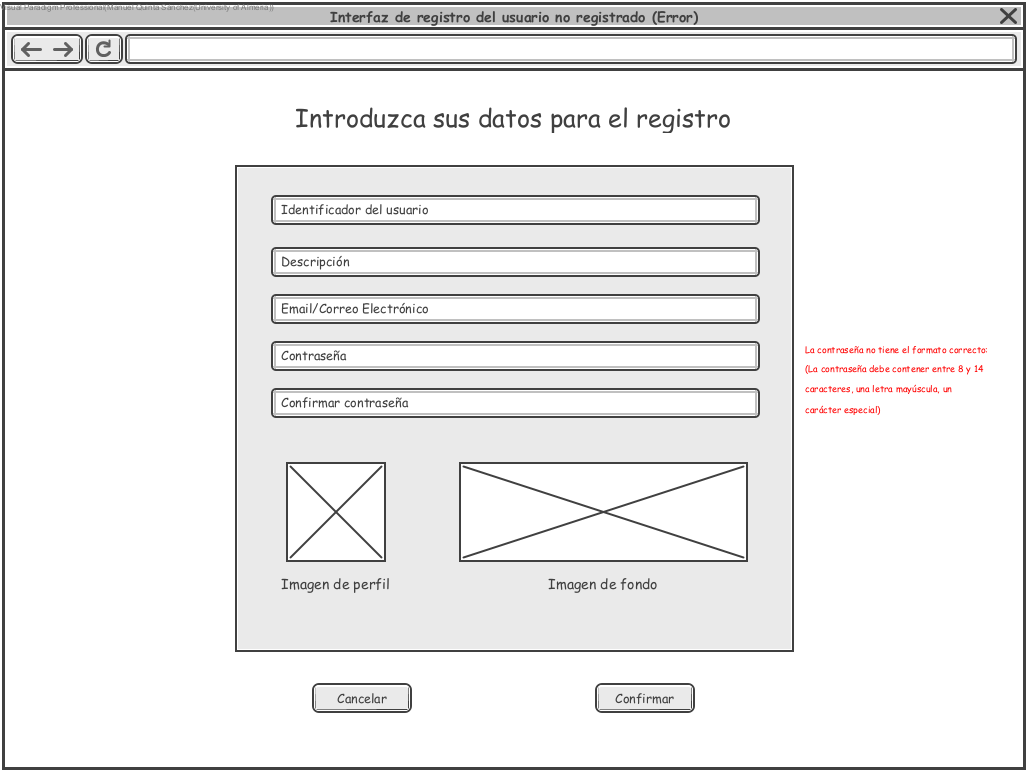 Visual Paradigm Professional(Manuel Quinta Sanchez(University of Almeria))
Interfaz de registro del usuario no registrado (Error)
Introduzca sus datos para el registro
Identificador del usuario
Descripción
Email/Correo Electrónico
Contraseña
Confirmar contraseña
La contraseña no tiene el formato correcto:
(La contraseña debe contener entre 8 y 14
caracteres, una letra mayúscula, un
carácter especial)
Imagen de perfil
Imagen de fondo
Cancelar
Confirmar